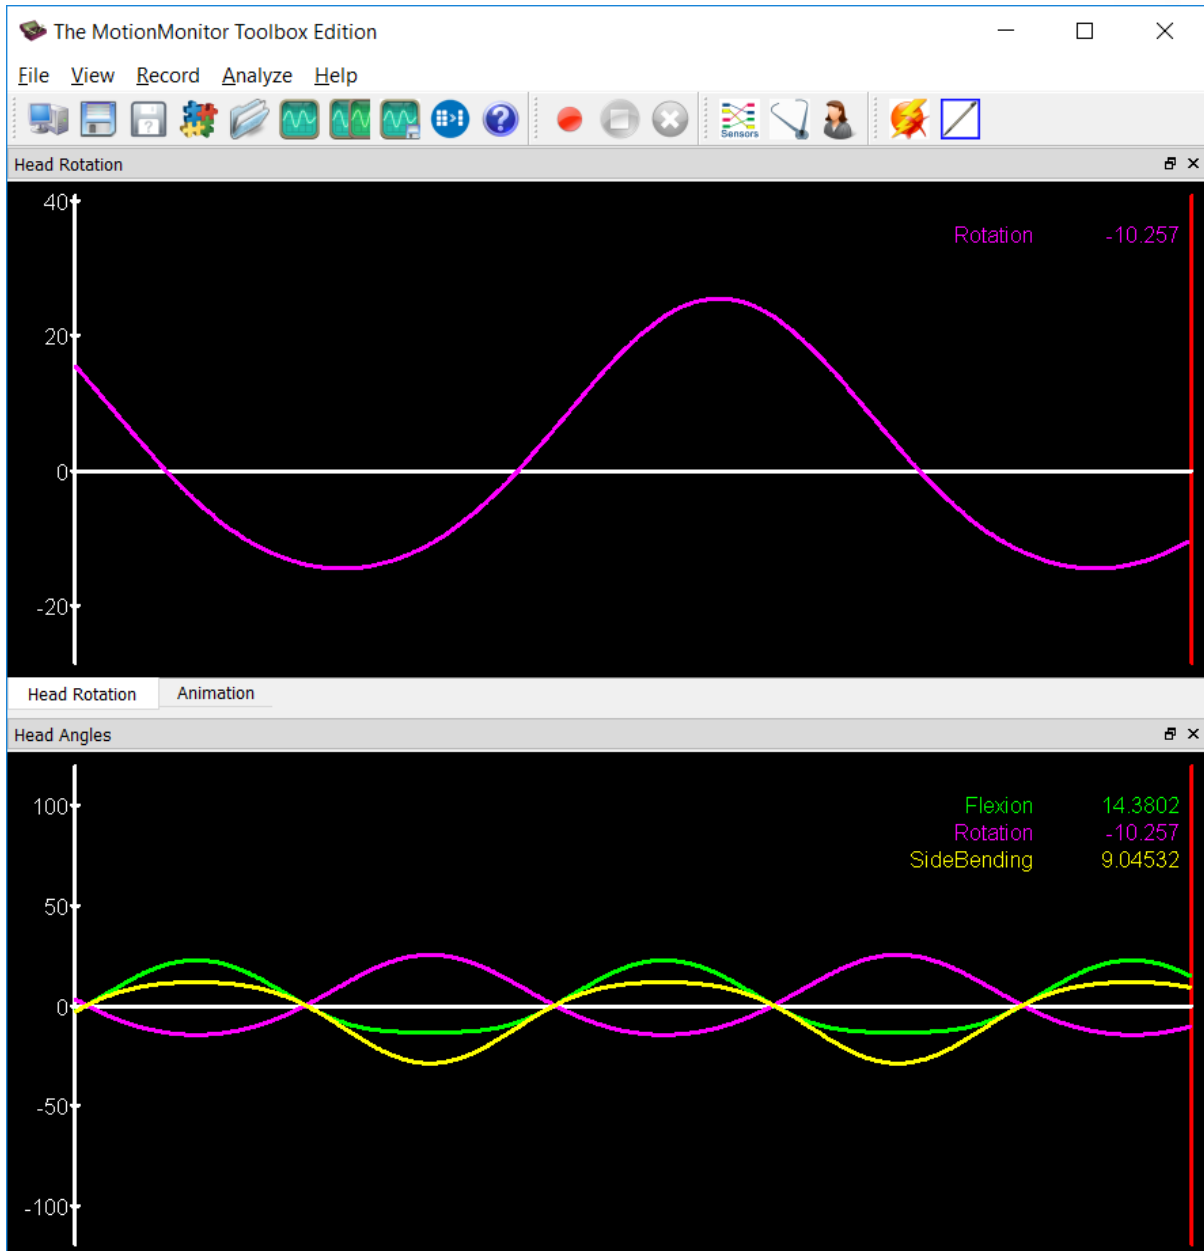 The MotionMonitor Toolbox Edition
File View Record Analyze Help
? ?
Sensors
Head Rotation
40
Rotation -10.257
20
0
-20
Head Rotation Animation
Head Angles
100
Flexion 14.3802
Rotation -10.257
SideBending 9.04532
50
0
-50
-100